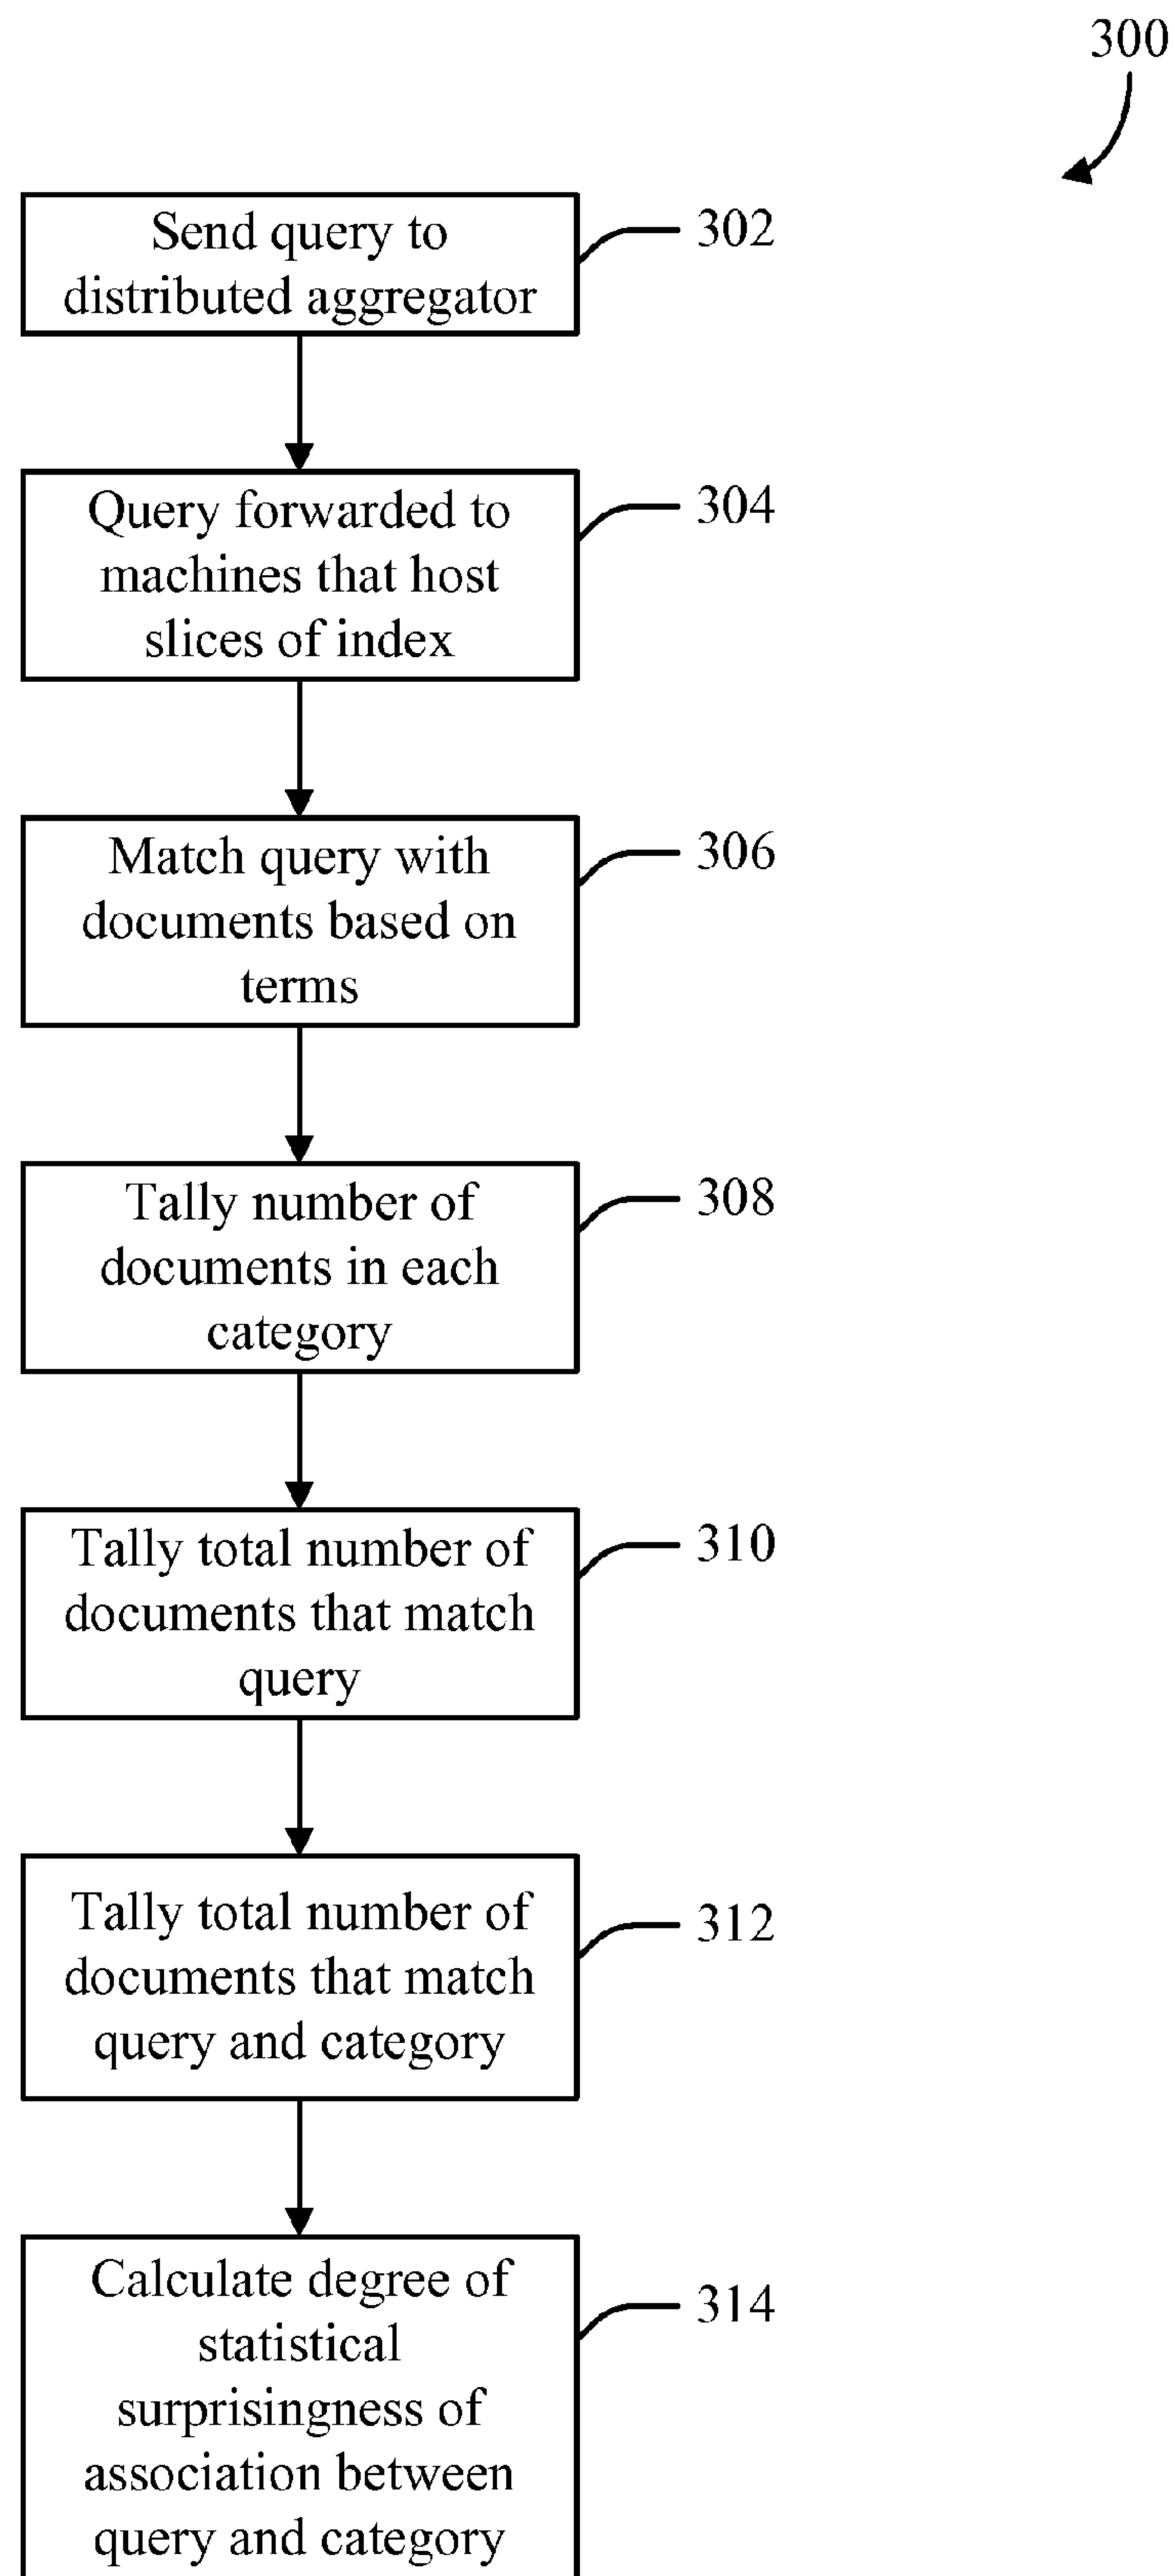 300
Send query to
distributed aggregator
302
Query forwarded to
machines that host
slices of index
304
Match query with
documents based on
terms
306
Tally number of
documents in each
category
308
Tally total number of
documents that match
query
310
Tally total number of
documents that match
query and category
312
Calculate degree of
statistical
surprisingness of
association between
query and category
314